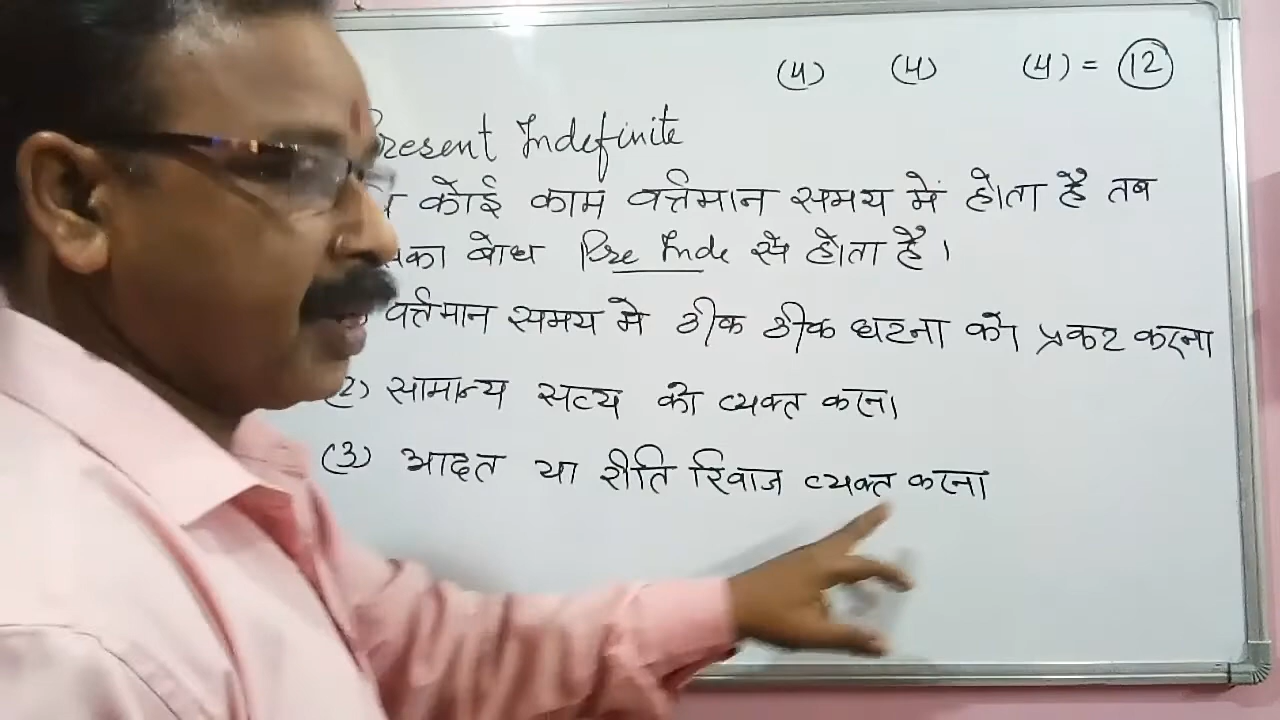 (4) (4) (4) = 12
Present Indefinite
कोई काम वर्त्तमान समय में होता है तब
बोध Pre Inde से होता है।
वर्त्तमान समय मे ठीक ठीक घटना को प्रकट करना
(2) सामान्य सत्य को व्यक्त करना
(3) आदत या रीति रिवाज व्यक्त करना